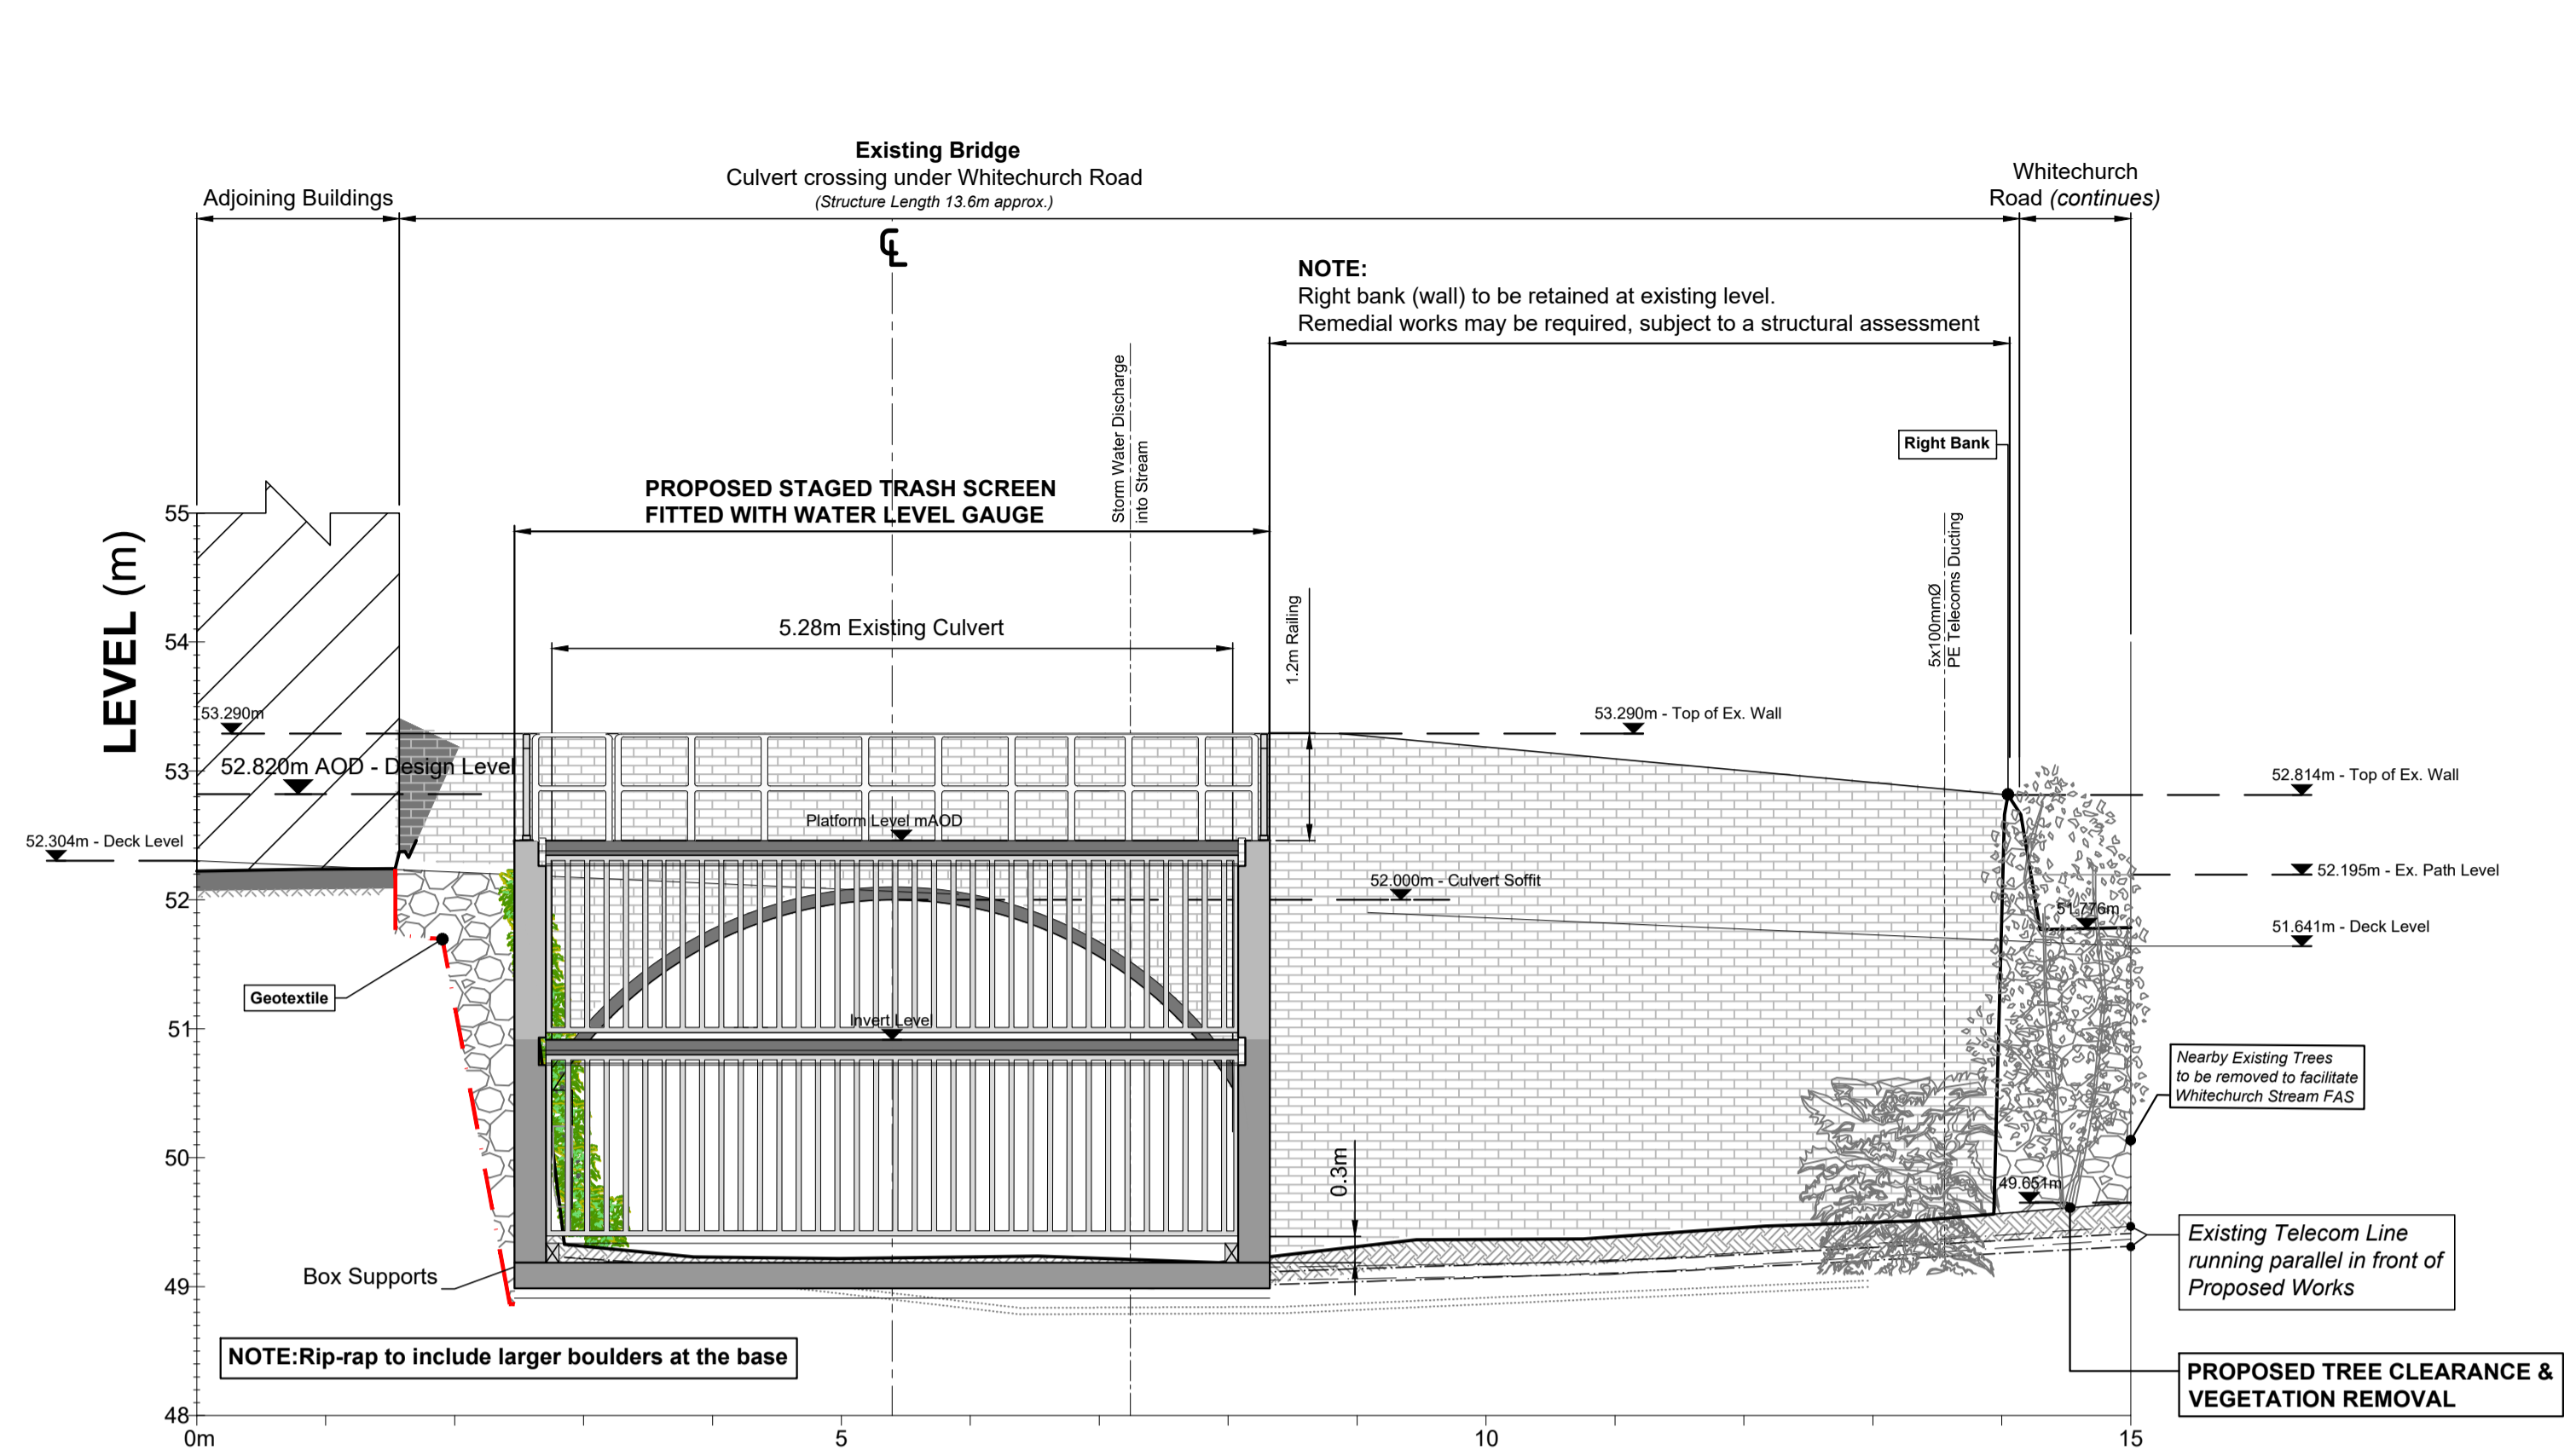 Existing Bridge
Culvert crossing under Whitechurch Road
(Structure Length 13.6m approx.)
Adjoining Buildings
Whitechurch
Road (continues)
NOTE:
Right bank (wall) to be retained at existing level.
Remedial works may be required, subject to a structural assessment
Storm Water Discharge
into Stream
Right Bank
PROPOSED STAGED TRASH SCREEN
FITTED WITH WATER LEVEL GAUGE
5x100mmØ
PE Telecoms Ducting
LEVEL (m)
55
54
53
52
51
50
49
48
5.28m Existing Culvert
1.2m Railing
53.290m
53.290m - Top of Ex. Wall
52.820m AOD - Design Level
52.814m - Top of Ex. Wall
Platform Level mAOD
52.304m - Deck Level
52.195m - Ex. Path Level
52.000m - Culvert Soffit
51.776m
51.641m - Deck Level
Geotextile
Invert Level
Nearby Existing Trees
to be removed to facilitate
Whitechurch Stream FAS
0.3m
49.651m
Existing Telecom Line
running parallel in front of
Proposed Works
Box Supports
NOTE:Rip-rap to include larger boulders at the base
PROPOSED TREE CLEARANCE &
VEGETATION REMOVAL
0m
5
10
15